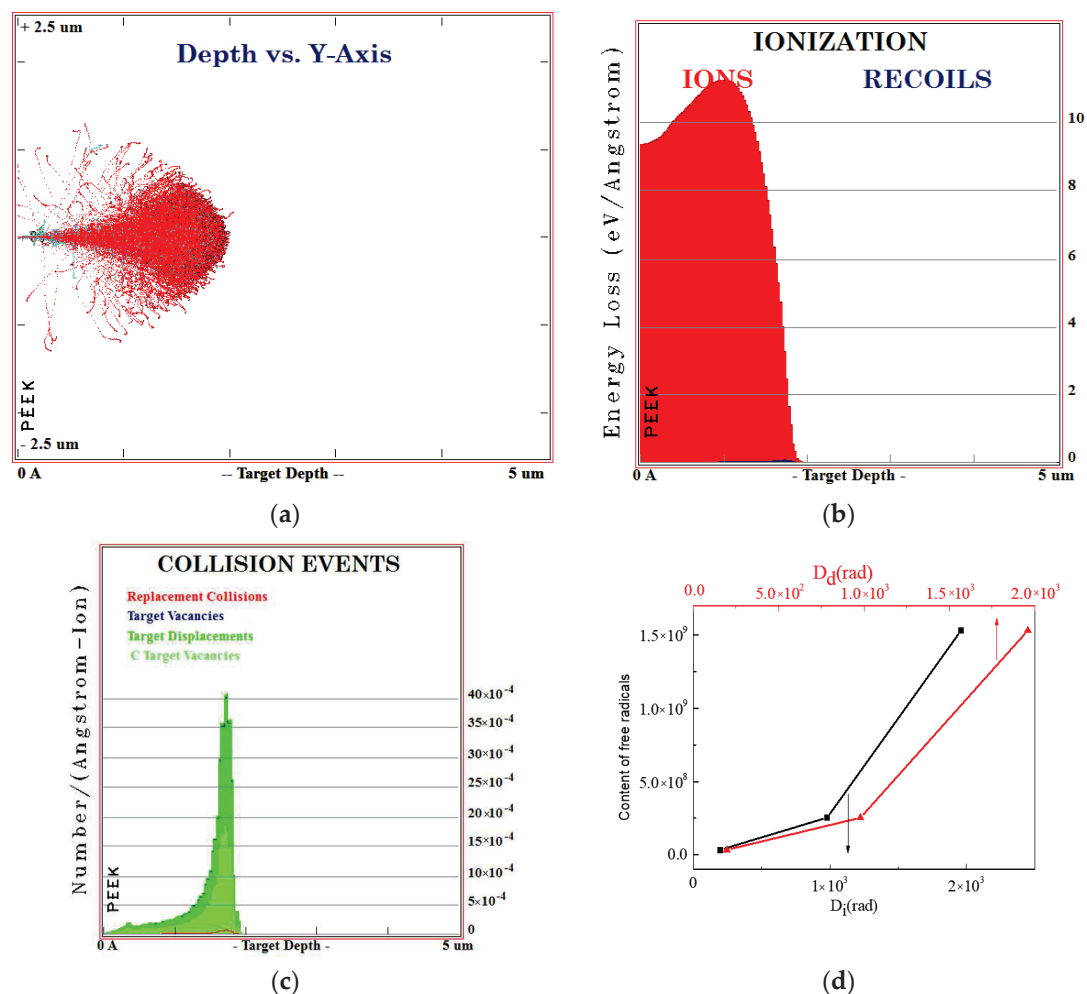 + 2.5 um
Depth vs. Y-Axis
PEEK
- 2.5 um
0 A
-- Target Depth --
5 um
(a)
IONIZATION
IONS
RECOILS
Energy Loss (eV/Angstrom)
10
8
6
4
2
0
PEEK
0 A
- Target Depth -
5 um
(b)
COLLISION EVENTS
Replacement Collisions
Target Vacancies
Target Displacements
C Target Vacancies
Number/(Angstrom-Ion)
40×10⁻⁴
35×10⁻⁴
30×10⁻⁴
25×10⁻⁴
20×10⁻⁴
15×10⁻⁴
10×10⁻⁴
5×10⁻⁴
0
PEEK
0 A
- Target Depth -
5 um
(c)
D_d(rad)
0.0 5.0×10² 1.0×10³ 1.5×10³ 2.0×10³
Content of free radicals
1.5×10⁹
1.0×10⁹
5.0×10⁸
0.0
0 1×10³ 2×10³
D_i(rad)
(d)